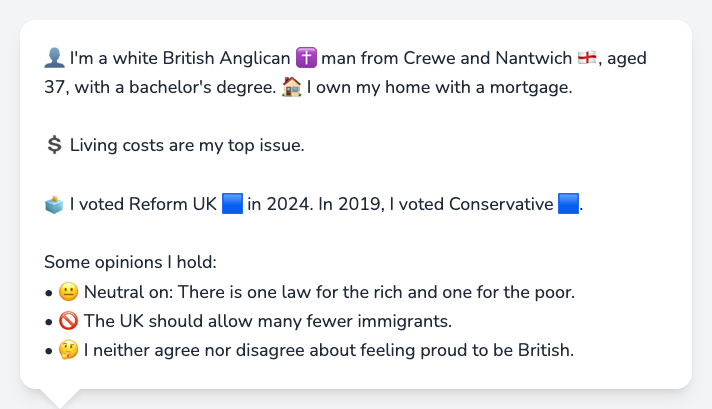 👤 I'm a white British Anglican ✝️ man from Crewe and Nantwich 🏴󠁧󠁢󠁥󠁮󠁧󠁿, aged
37, with a bachelor's degree. 🏠 I own my home with a mortgage.
💲 Living costs are my top issue.
🗳️ I voted Reform UK 🟦 in 2024. In 2019, I voted Conservative 🟦.
Some opinions I hold:
• 😐 Neutral on: There is one law for the rich and one for the poor.
• 🚫 The UK should allow many fewer immigrants.
• 🤔 I neither agree nor disagree about feeling proud to be British.